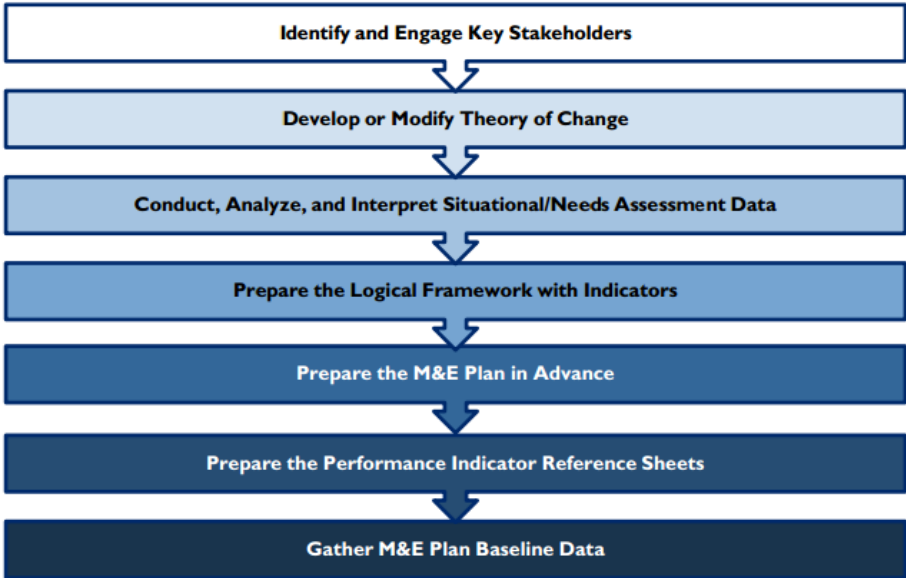 Identify and Engage Key Stakeholders
Develop or Modify Theory of Change
Conduct, Analyze, and Interpret Situational/Needs Assessment Data
Prepare the Logical Framework with Indicators
Prepare the M&E Plan in Advance
Prepare the Performance Indicator Reference Sheets
Gather M&E Plan Baseline Data